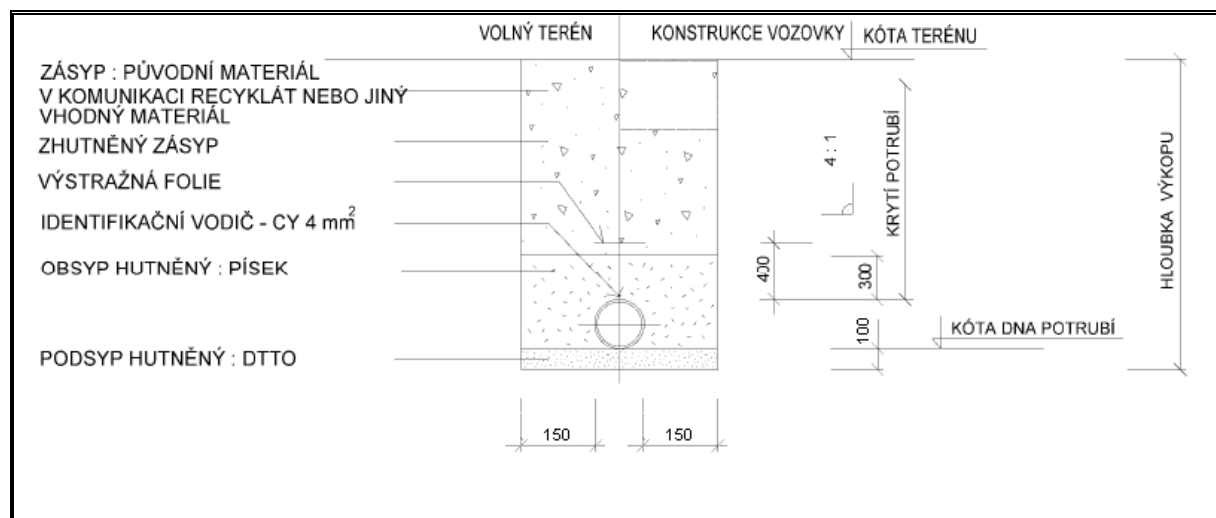 VOLNÝ TERÉN
KONSTRUKCE VOZOVKY
KÓTA TERÉNU
ZÁSYP : PŮVODNÍ MATERIÁL
V KOMUNIKACI RECYKLÁT NEBO JINÝ
VHODNÝ MATERIÁL
ZHUTNĚNÝ ZÁSYP
VÝSTRAŽNÁ FOLIE
IDENTIFIKAČNÍ VODIČ - CY 4 mm²
OBSYP HUTNĚNÝ : PÍSEK
PODSYP HUTNĚNÝ : DTTO
4 : 1
KRYTÍ POTRUBÍ
HLOUBKA VÝKOPU
400
300
100
KÓTA DNA POTRUBÍ
150
150